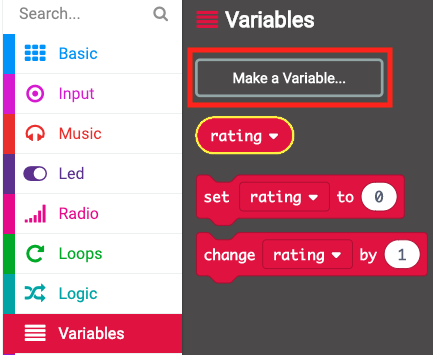 Search...
Basic
Input
Music
Led
Radio
Loops
Logic
Variables
Variables
Make a Variable...
rating
set rating to 0
change rating by 1